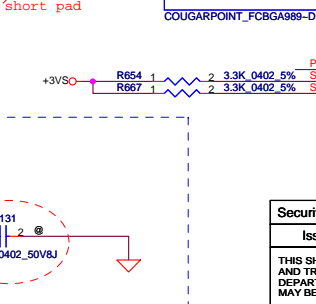 short pad
COUGARPOINT_FCBGA989~D
P
+3VS R654 1 2 3.3K_0402_5% S
R667 1 2 3.3K_0402_5% S
131
2 @
0402_50V8J
Securi
Iss
THIS SH
AND TR
DEPAR
MAY BE